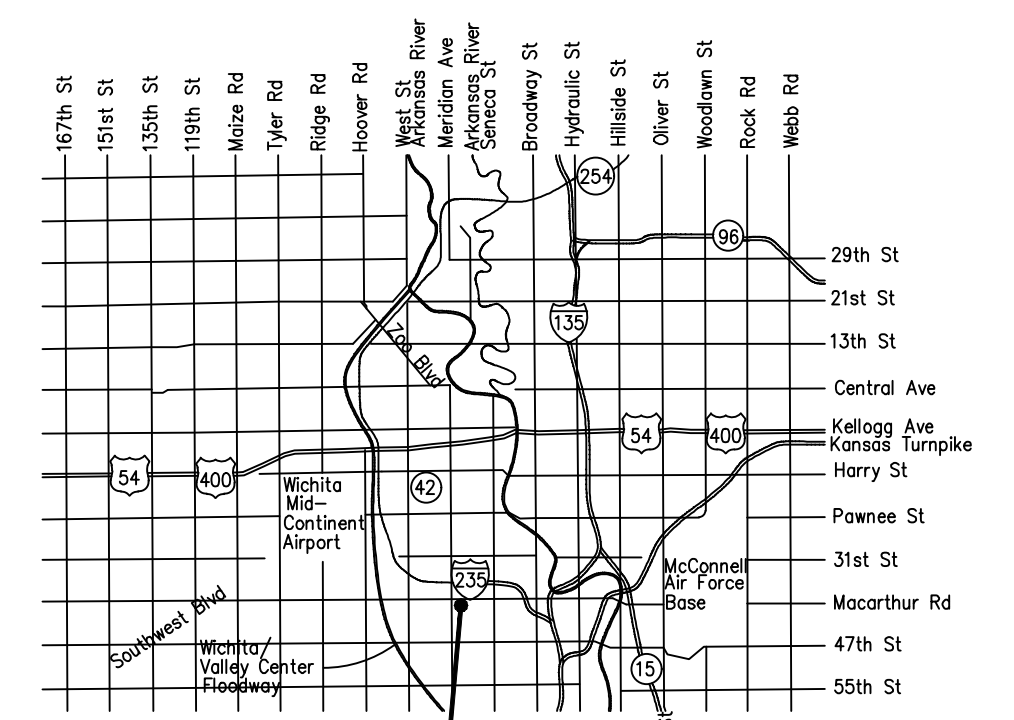 167th St
151st St
135th St
119th St
Maize Rd
Tyler Rd
Ridge Rd
Hoover Rd
West St
Arkansas River
Meridian Ave
Arkansas River
Seneca St
Broadway St
Hydraulic St
Hillside St
Oliver St
Woodlawn St
Rock Rd
Webb Rd
254
96
29th St
21st St
135
13th St
Zoo Blvd
Central Ave
54
400
Kellogg Ave
Kansas Turnpike
54
400
Harry St
42
Wichita
Mid-
Continent
Airport
Pawnee St
31st St
235
McConnell
Air Force
Base
Macarthur Rd
Southwest Blvd
Wichita/
Valley Center
Floodway
47th St
15
55th St